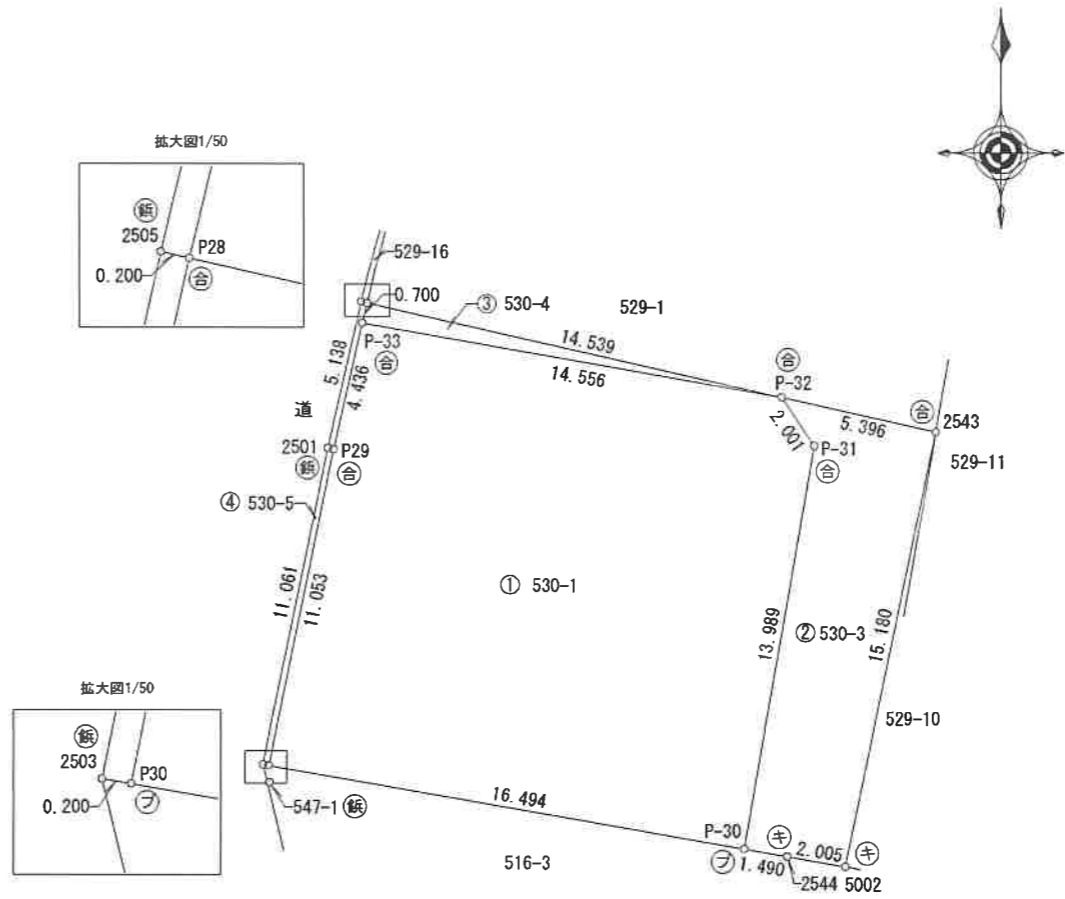 拡大図1/50
鋲
2505
P28
0.200
合
529-16
0.700
③ 530-4
529-1
P-33
合
14.539
14.556
合
P-32
5.138
4.436
道
2.001
5.396
合
2543
P-31
合
529-11
2501
鋲
P29
合
④ 530-5
① 530-1
11.061
11.053
13.989
② 530-3
15.180
拡大図1/50
鋲
2503
P30
0.200
プ
529-10
547-1 鋲
16.494
P-30
プ
キ
1.490
2.005
キ
516-3
2544
5002